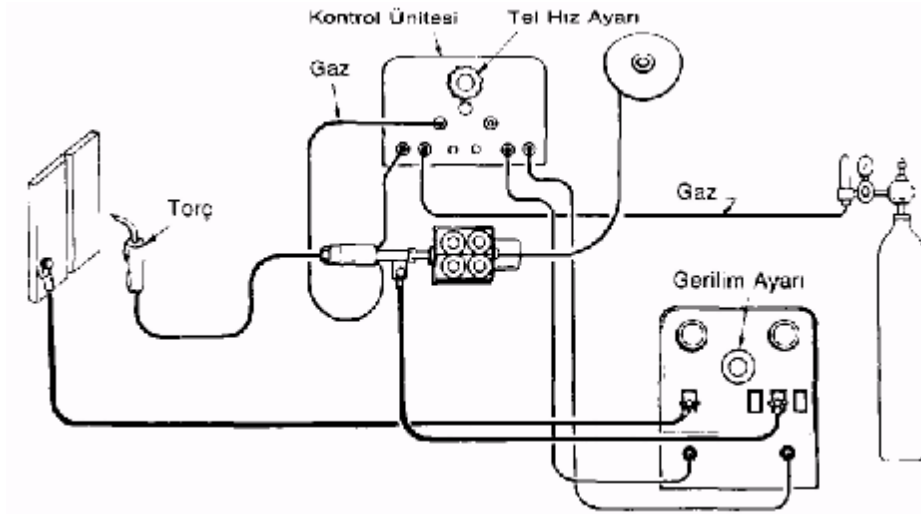 Kontrol Ünitesi
Tel Hız Ayarı
Gaz
Torç
Gaz
Gerilim Ayarı